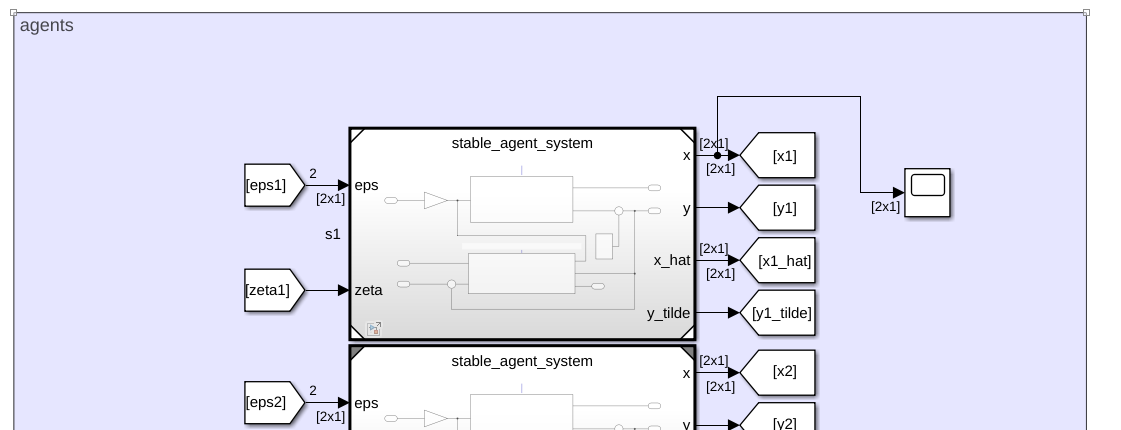 agents
stable_agent_system
[2x1]
x
[x1]
[2x1]
[eps1]
2
eps
[2x1]
y
[y1]
[2x1]
s1
[2x1]
x_hat
[x1_hat]
[2x1]
[zeta1]
zeta
y_tilde
[y1_tilde]
stable_agent_system
[2x1]
x
[x2]
[2x1]
[eps2]
2
eps
[2x1]
y
[y2]